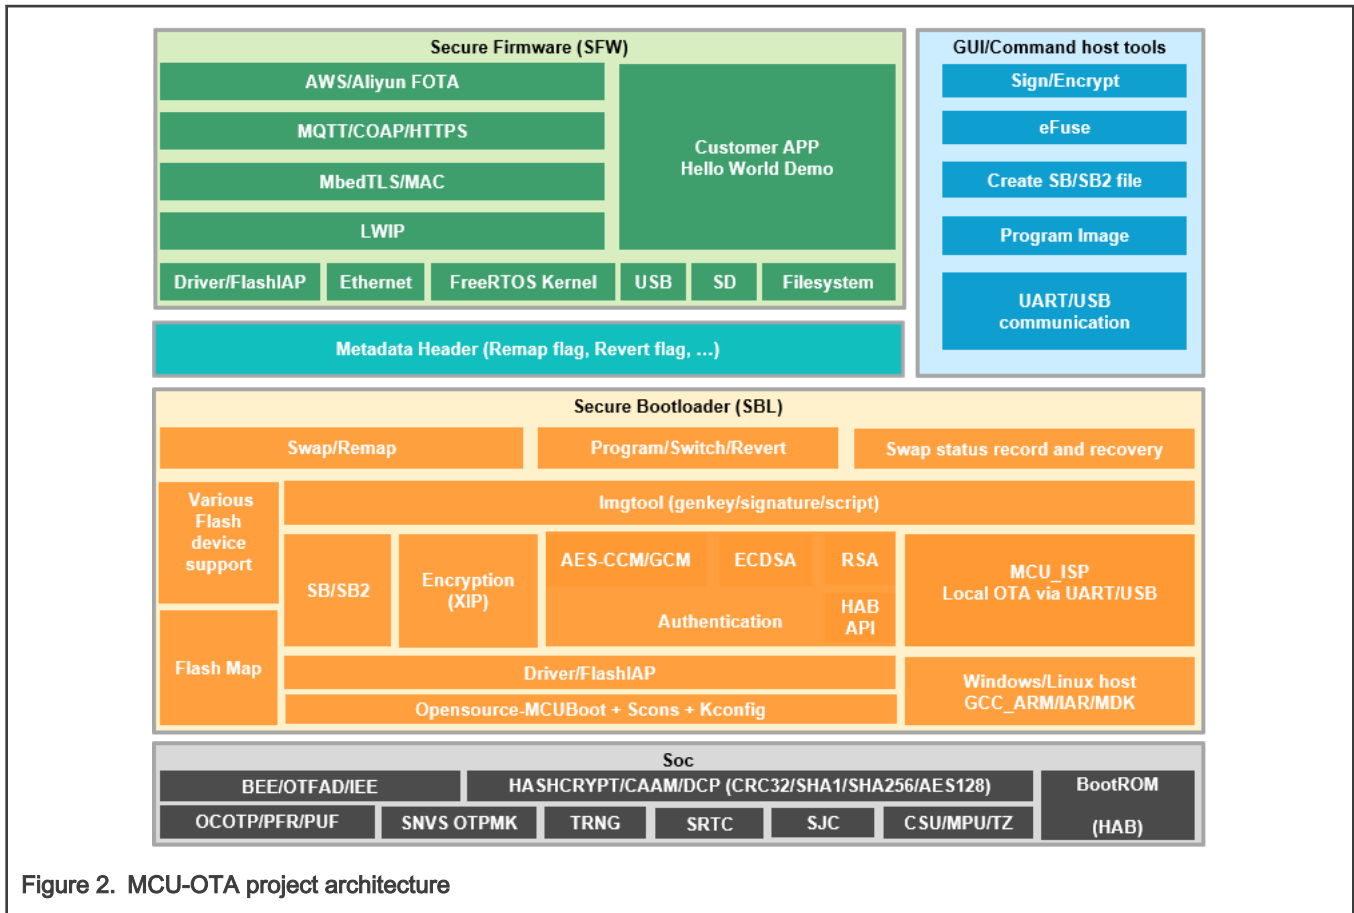 Secure Firmware (SFW)
AWS/Aliyun FOTA
MQTT/COAP/HTTPS
MbedTLS/MAC
LWIP
Customer APP
Hello World Demo
Driver/FlashIAP
Ethernet
FreeRTOS Kernel
USB
SD
Filesystem
GUI/Command host tools
Sign/Encrypt
eFuse
Create SB/SB2 file
Program Image
UART/USB
communication
Metadata Header (Remap flag, Revert flag, ...)
Secure Bootloader (SBL)
Swap/Remap
Program/Switch/Revert
Swap status record and recovery
Various
Flash
device
support
Imgtool (genkey/signature/script)
SB/SB2
Encryption
(XIP)
AES-CCM/GCM
ECDSA
RSA
Authentication
HAB
API
MCU_ISP
Local OTA via UART/USB
Flash Map
Driver/FlashIAP
Opensource-MCUBoot + Scons + Kconfig
Windows/Linux host
GCC_ARM/IAR/MDK
Soc
BEE/OTFAD/IEE
HASHCRYPT/CAAM/DCP (CRC32/SHA1/SHA256/AES128)
BootROM
(HAB)
OCOTP/PFR/PUF
SNVS OTPMK
TRNG
SRTC
SJC
CSU/MPU/TZ
Figure 2. MCU-OTA project architecture